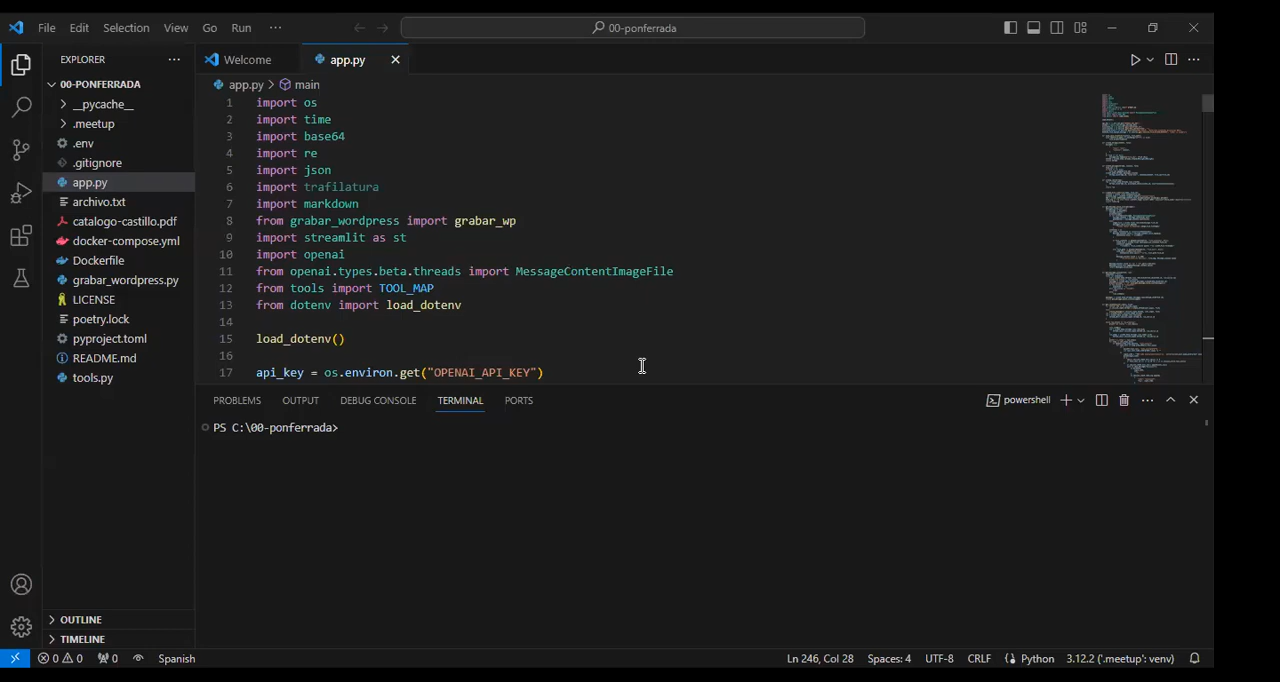 File Edit Selection View Go Run ··· 00-ponferrada
EXPLORER ··· Welcome app.py
00-PONFERRADA app.py > main
__pycache__
.meetup
.env
.gitignore
app.py
archivo.txt
catalogo-castillo.pdf
docker-compose.yml
Dockerfile
grabar_wordpress.py
LICENSE
poetry.lock
pyproject.toml
README.md
tools.py
OUTLINE
TIMELINE
1 import os
2 import time
3 import base64
4 import re
5 import json
6 import trafilatura
7 import markdown
8 from grabar_wordpress import grabar_wp
9 import streamlit as st
10 import openai
11 from openai.types.beta.threads import MessageContentImageFile
12 from tools import TOOL_MAP
13 from dotenv import load_dotenv
14
15 load_dotenv()
16
17 api_key = os.environ.get("OPENAI_API_KEY")
PROBLEMS OUTPUT DEBUG CONSOLE TERMINAL PORTS powershell
PS C:\00-ponferrada>
0 0 0 Spanish Ln 246, Col 28 Spaces: 4 UTF-8 CRLF Python 3.12.2 ('.meetup': venv)